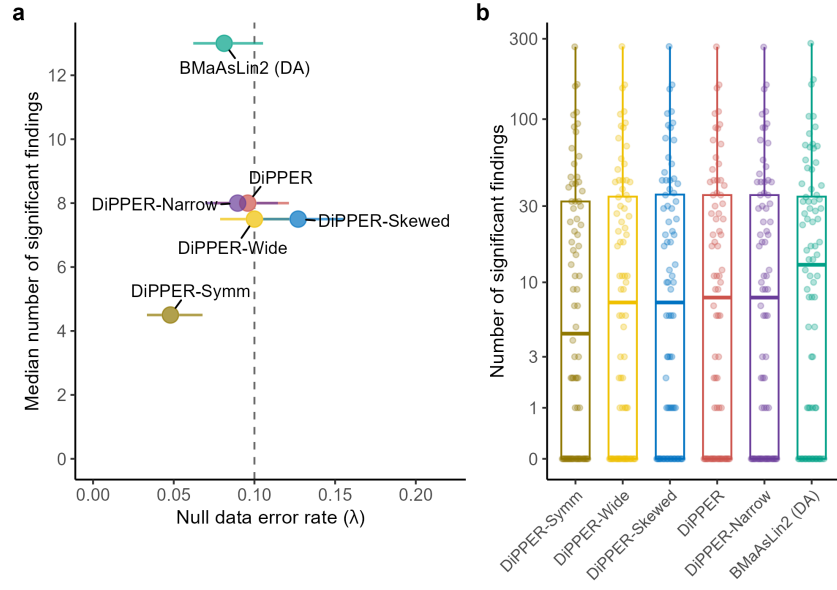 a
Median number of significant findings
12
10
8
6
4
2
0
BMaAsLin2 (DA)
DiPPER
DiPPER-Narrow
DiPPER-Skewed
DiPPER-Wide
DiPPER-Symm
0.00
0.05
0.10
0.15
0.20
Null data error rate (λ)
b
Number of significant findings
300
100
30
10
3
1
0
DiPPER-Symm
DiPPER-Wide
DiPPER-Skewed
DiPPER
DiPPER-Narrow
BMaAsLin2 (DA)